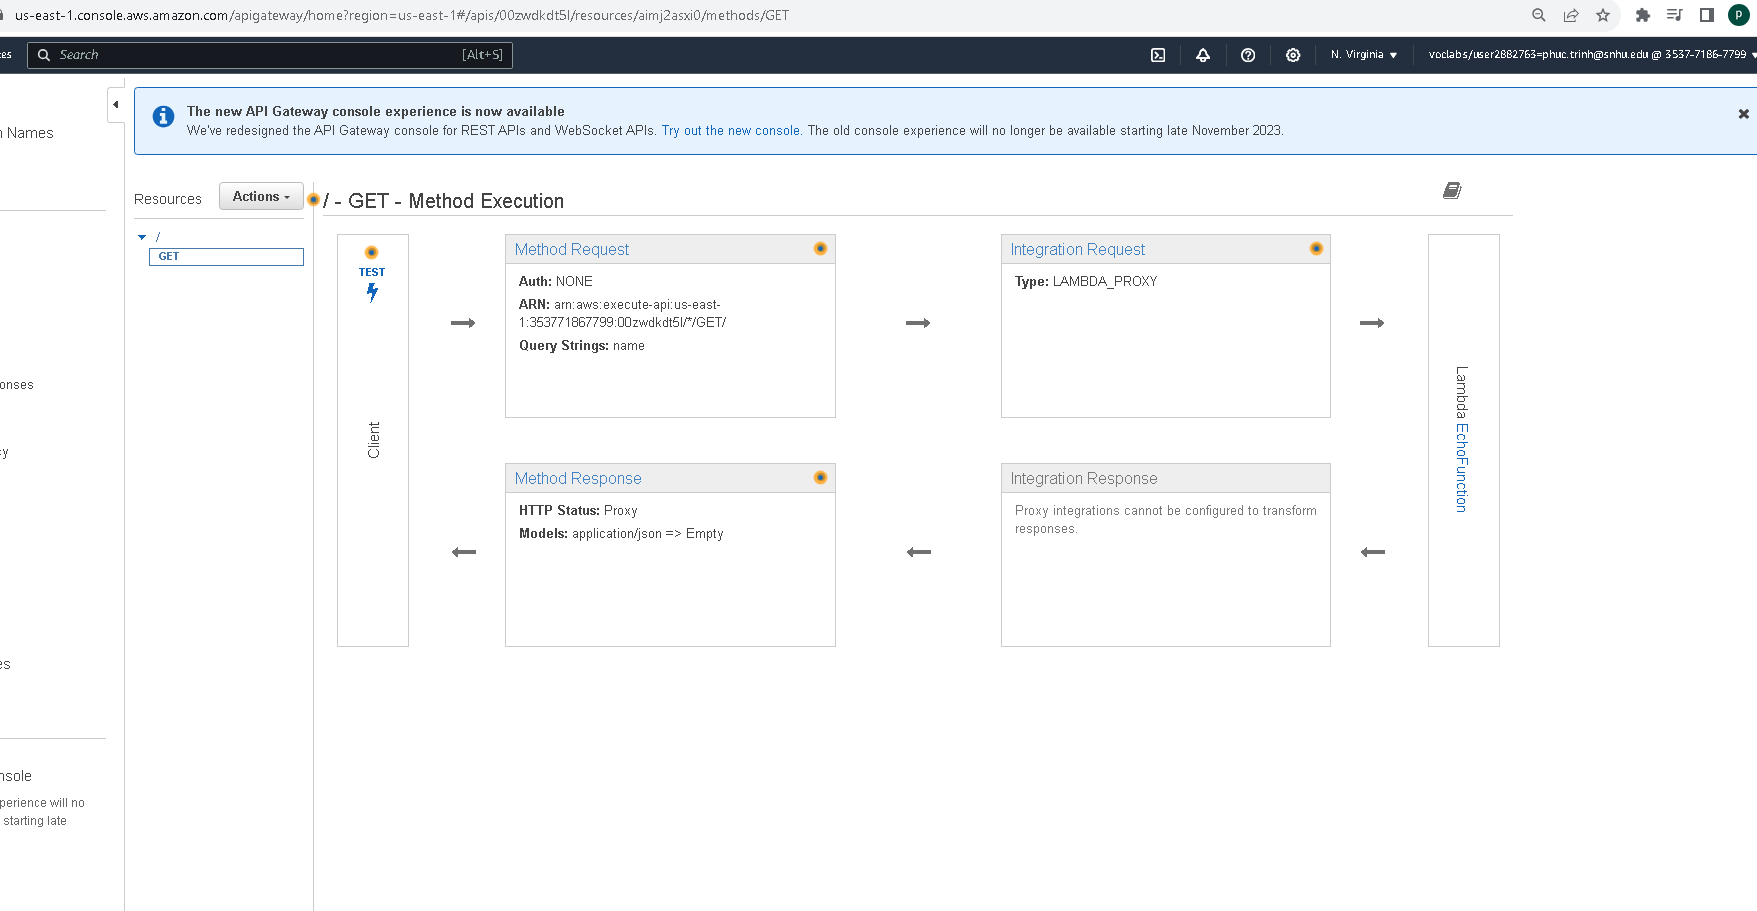 us-east-1.console.aws.amazon.com/apigateway/home?region=us-east-1#/apis/00zwdkdt5l/resources/aimj2asxi0/methods/GET
p
ces
Search
[Alt+S]
N. Virginia
voclabs/user2882763=phuc.trinh@snhu.edu @ 3537-7186-7799
The new API Gateway console experience is now available
We've redesigned the API Gateway console for REST APIs and WebSocket APIs. Try out the new console. The old console experience will no longer be available starting late November 2023.
n Names
onses
cy
es
nsole
perience will no
starting late
Resources
Actions
/
GET
/ - GET - Method Execution
TEST
Client
Method Request
Auth: NONE
ARN: arn:aws:execute-api:us-east-
1:353771867799:00zwdkdt5l/*/GET/
Query Strings: name
Integration Request
Type: LAMBDA_PROXY
Lambda EchoFunction
Method Response
HTTP Status: Proxy
Models: application/json => Empty
Integration Response
Proxy integrations cannot be configured to transform
responses.